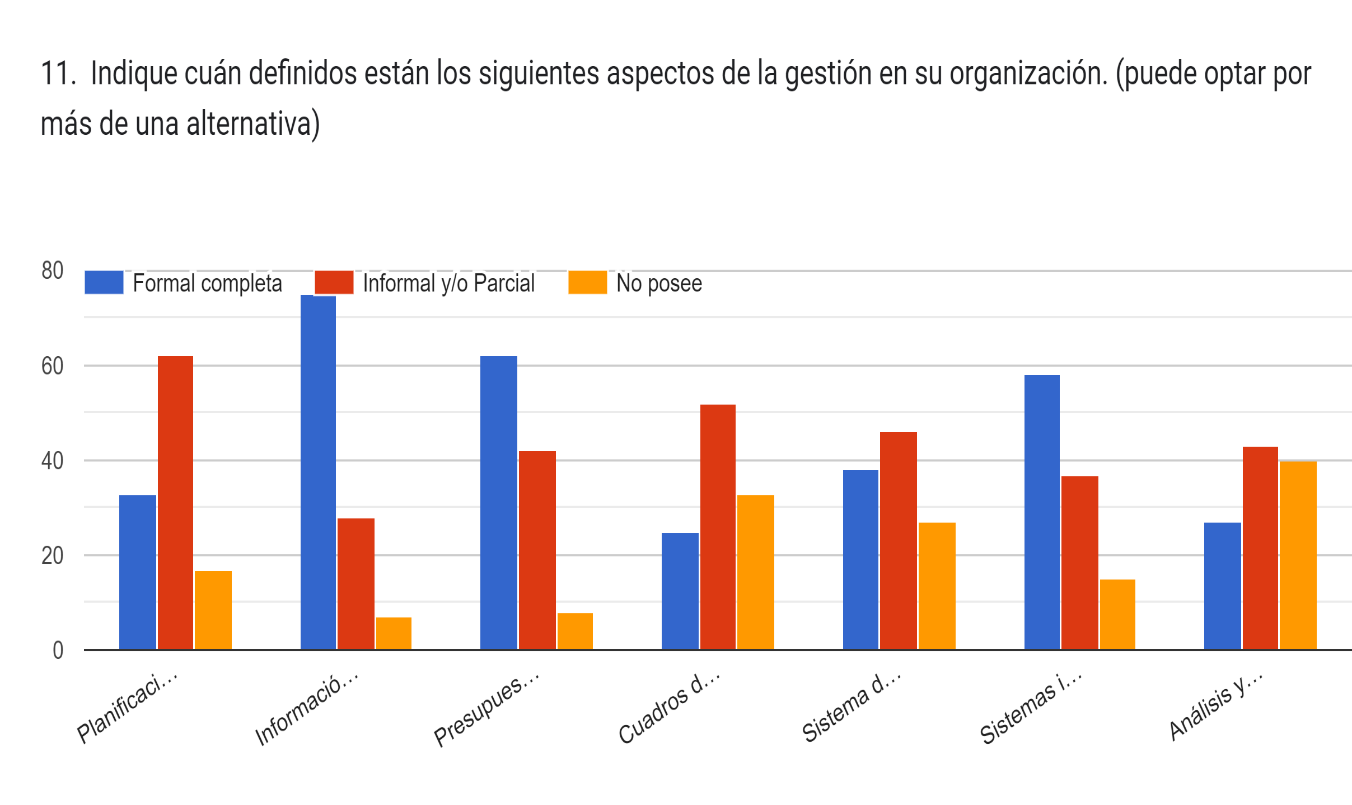 11. Indique cuán definidos están los siguientes aspectos de la gestión en su organización. (puede optar por
más de una alternativa)
80
Formal completa
Informal y/o Parcial
No posee
60
40
20
0
Planificaci...
Informació...
Presupues...
Cuadros d...
Sistema d...
Sistemas i...
Análisis y...